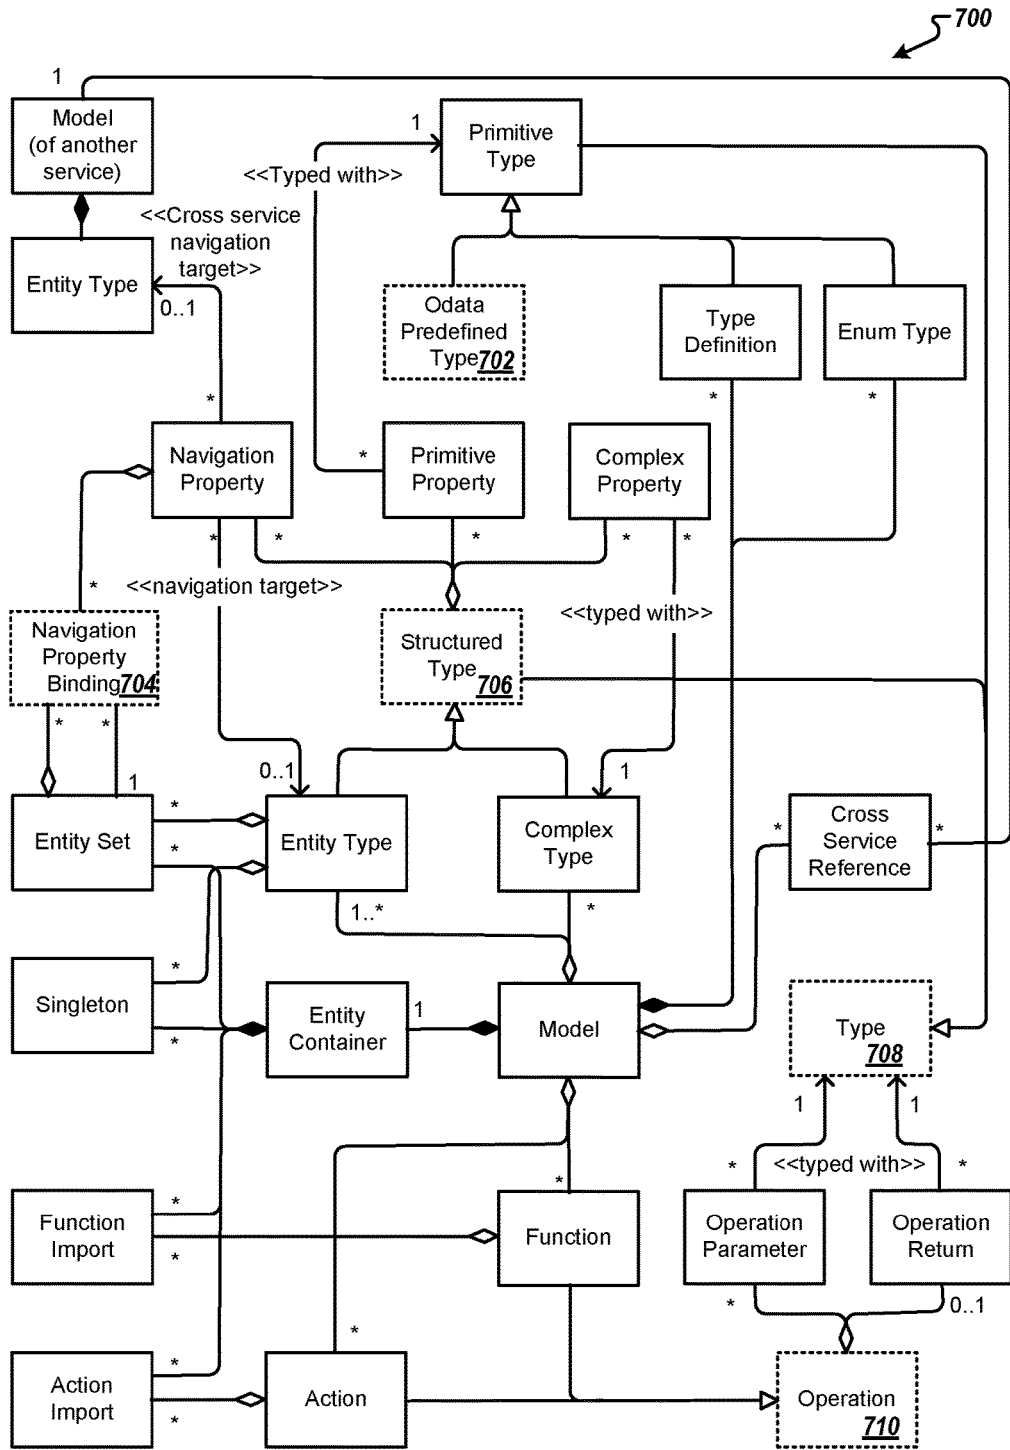 700
1
Model
(of another
service)
1
Primitive
Type
<<Typed with>>
<<Cross service
navigation
target>>
Entity Type
0..1
Odata
Predefined
Type702
Type
Definition
Enum Type
*
*
*
Navigation
Property
*
Primitive
Property
Complex
Property
*
*
*
*
*
*
<<navigation target>>
<<typed with>>
Navigation
Property
Binding704
Structured
Type
706
*
*
1
0..1
1
Entity Set
*
*
Entity Type
Complex
Type
*
Cross
Service
Reference
*
1..*
*
*
Singleton
*
Entity
Container
1
Model
Type
708
1
1
*
<<typed with>>
*
*
*
Function
Import
*
Function
Operation
Parameter
Operation
Return
*
0..1
*
*
Action
Import
*
Action
Operation
710